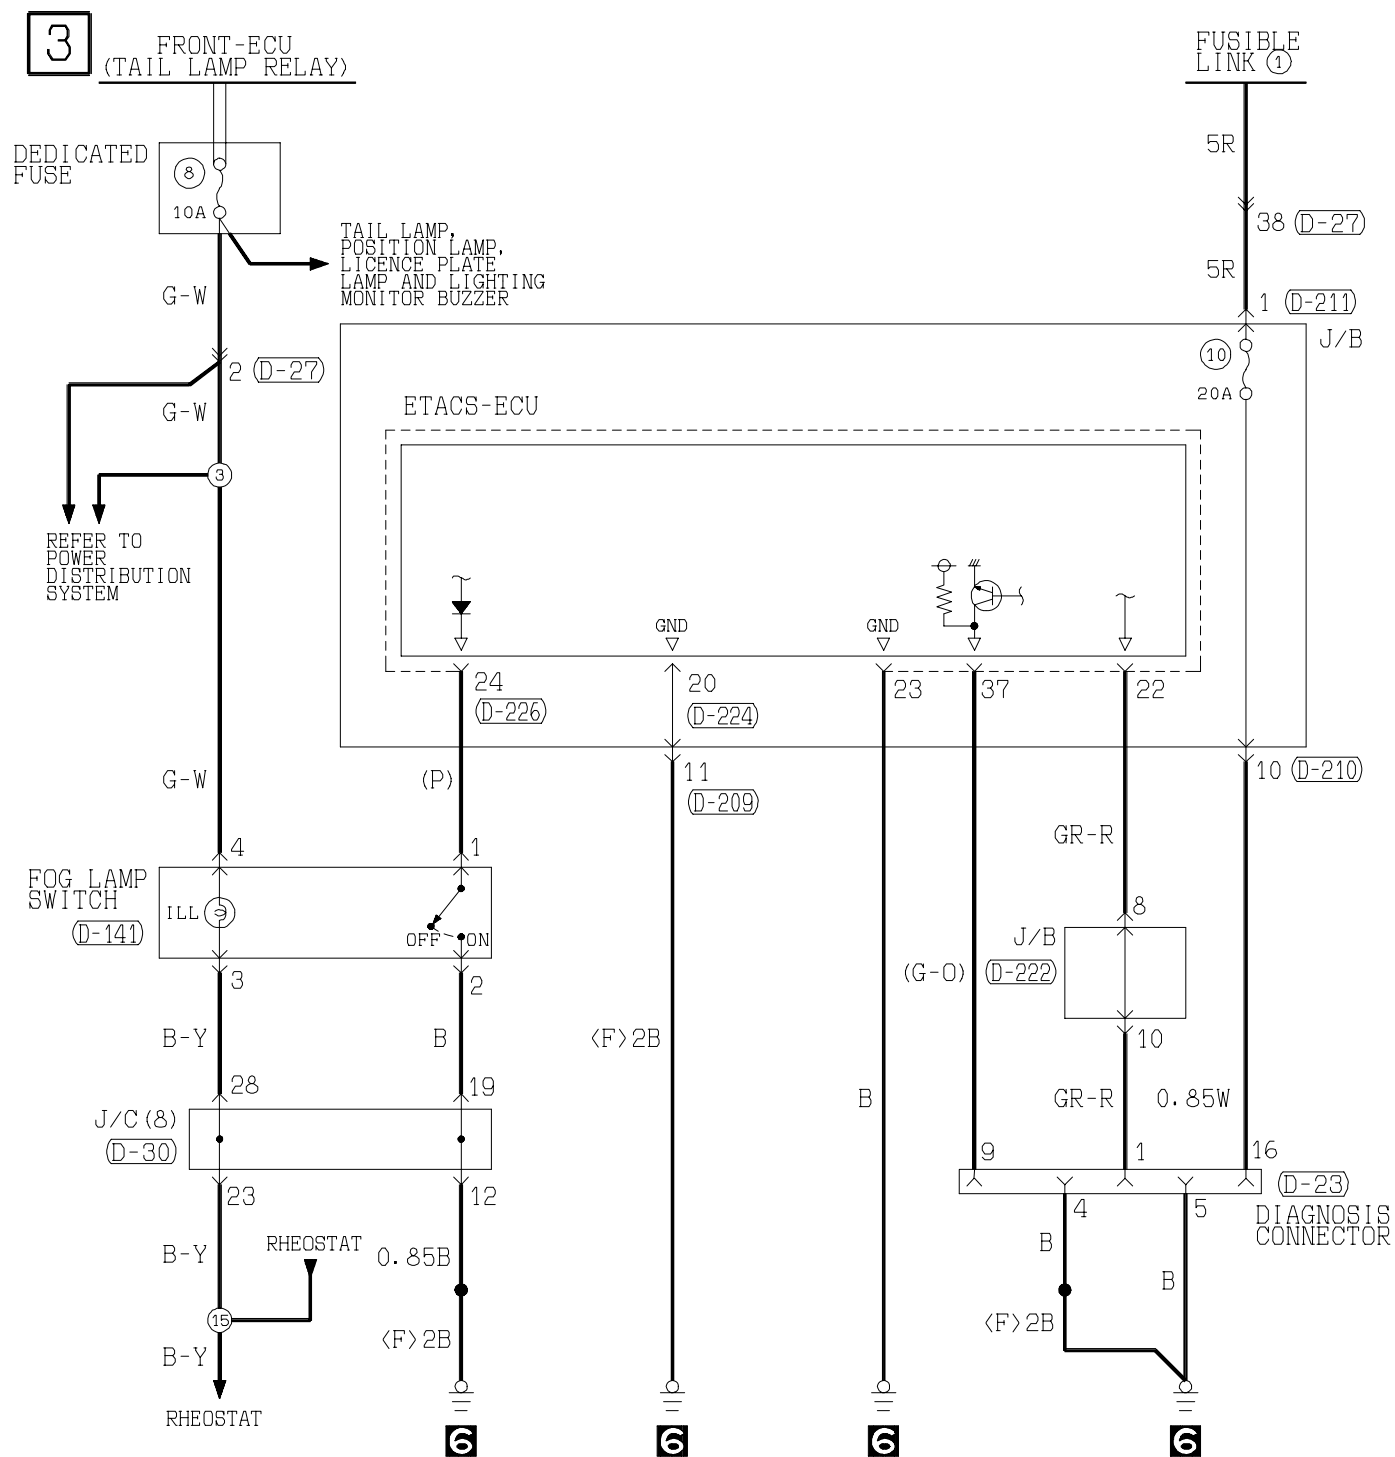 3
FRONT-ECU
(TAIL LAMP RELAY)
FUSIBLE
LINK 1
DEDICATED
FUSE
8
10A
5R
38 (D-27)
TAIL LAMP,
POSITION LAMP,
LICENCE PLATE
LAMP AND LIGHTING
MONITOR BUZZER
5R
G-W
1 (D-211)
J/B
2 (D-27)
10
20A
G-W
ETACS-ECU
3
REFER TO
POWER
DISTRIBUTION
SYSTEM
GND
GND
24
(D-226)
20
(D-224)
23
37
22
G-W
(P)
11
(D-209)
10 (D-210)
GR-R
4
1
FOG LAMP
SWITCH
(D-141)
ILL
OFF
ON
8
J/B
(D-222)
(G-O)
3
2
B-Y
B
<F>2B
10
28
19
B
GR-R
0.85W
J/C(8)
(D-30)
9
1
16
23
12
4
5
(D-23)
DIAGNOSIS
CONNECTOR
B-Y
RHEOSTAT
0.85B
B
B
15
<F>2B
<F>2B
B-Y
RHEOSTAT
6
6
6
6